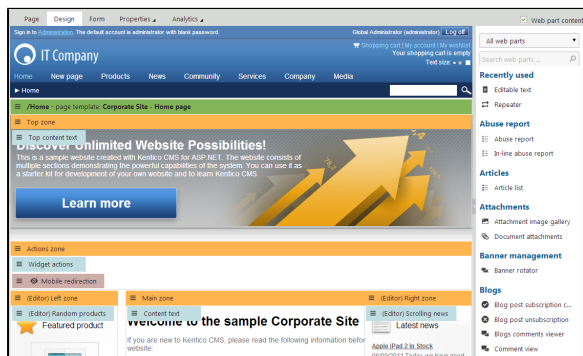 Page Design Form Properties Analytics
Web part content
Sign in to Administration. The default account is administrator with blank password.
Global Administrator (administrator) Log off
Shopping cart | My account | My wishlist
Your shopping cart is empty
Text size:
IT Company
Home New page Products News Community Services Company Media
Home
/Home - page template: Corporate Site - Home page
Top zone
Top content text
Discover Unlimited Website Possibilities!
This is a sample website created with Kentico CMS for ASP.NET. The website consists of
multiple sections demonstrating the powerful capabilities of the system. You can use it as
a starter kit for development of your own website and to learn Kentico CMS.
Learn more
78,2
Actions zone
Widget actions
Mobile redirection
(Editor) Left zone
(Editor) Random products
Featured product
Main zone
Content text
Welcome to the sample Corporate Site
If you are new to Kentico CMS, please read the following information before
website:
(Editor) Right zone
(Editor) Scrolling news
Latest news
Apple iPad 2 In Stock
All web parts
Search web parts ...
Recently used
Editable text
Repeater
Abuse report
Abuse report
In-line abuse report
Articles
Article list
Attachments
Attachment image gallery
Document attachments
Banner management
Banner rotator
Blogs
Blog post subscription c...
Blog post unsubscription
Blog comments viewer
Comment view